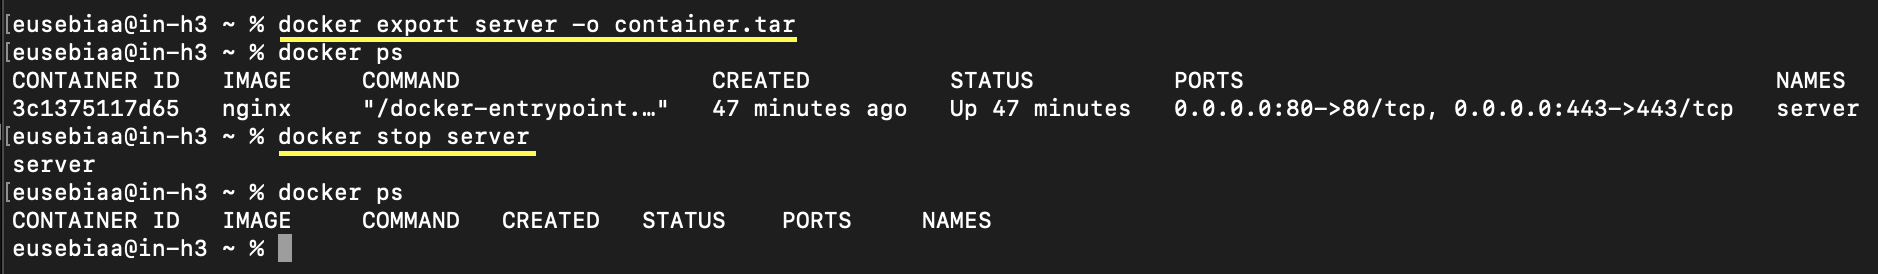 [eusebiaa@in-h3 ~ % docker export server -o container.tar
[eusebiaa@in-h3 ~ % docker ps
CONTAINER ID   IMAGE     COMMAND                  CREATED          STATUS          PORTS                                      NAMES
3c1375117d65   nginx     "/docker-entrypoint.…"   47 minutes ago   Up 47 minutes   0.0.0.0:80->80/tcp, 0.0.0.0:443->443/tcp   server
[eusebiaa@in-h3 ~ % docker stop server
server
[eusebiaa@in-h3 ~ % docker ps
CONTAINER ID   IMAGE     COMMAND   CREATED   STATUS    PORTS     NAMES
eusebiaa@in-h3 ~ %